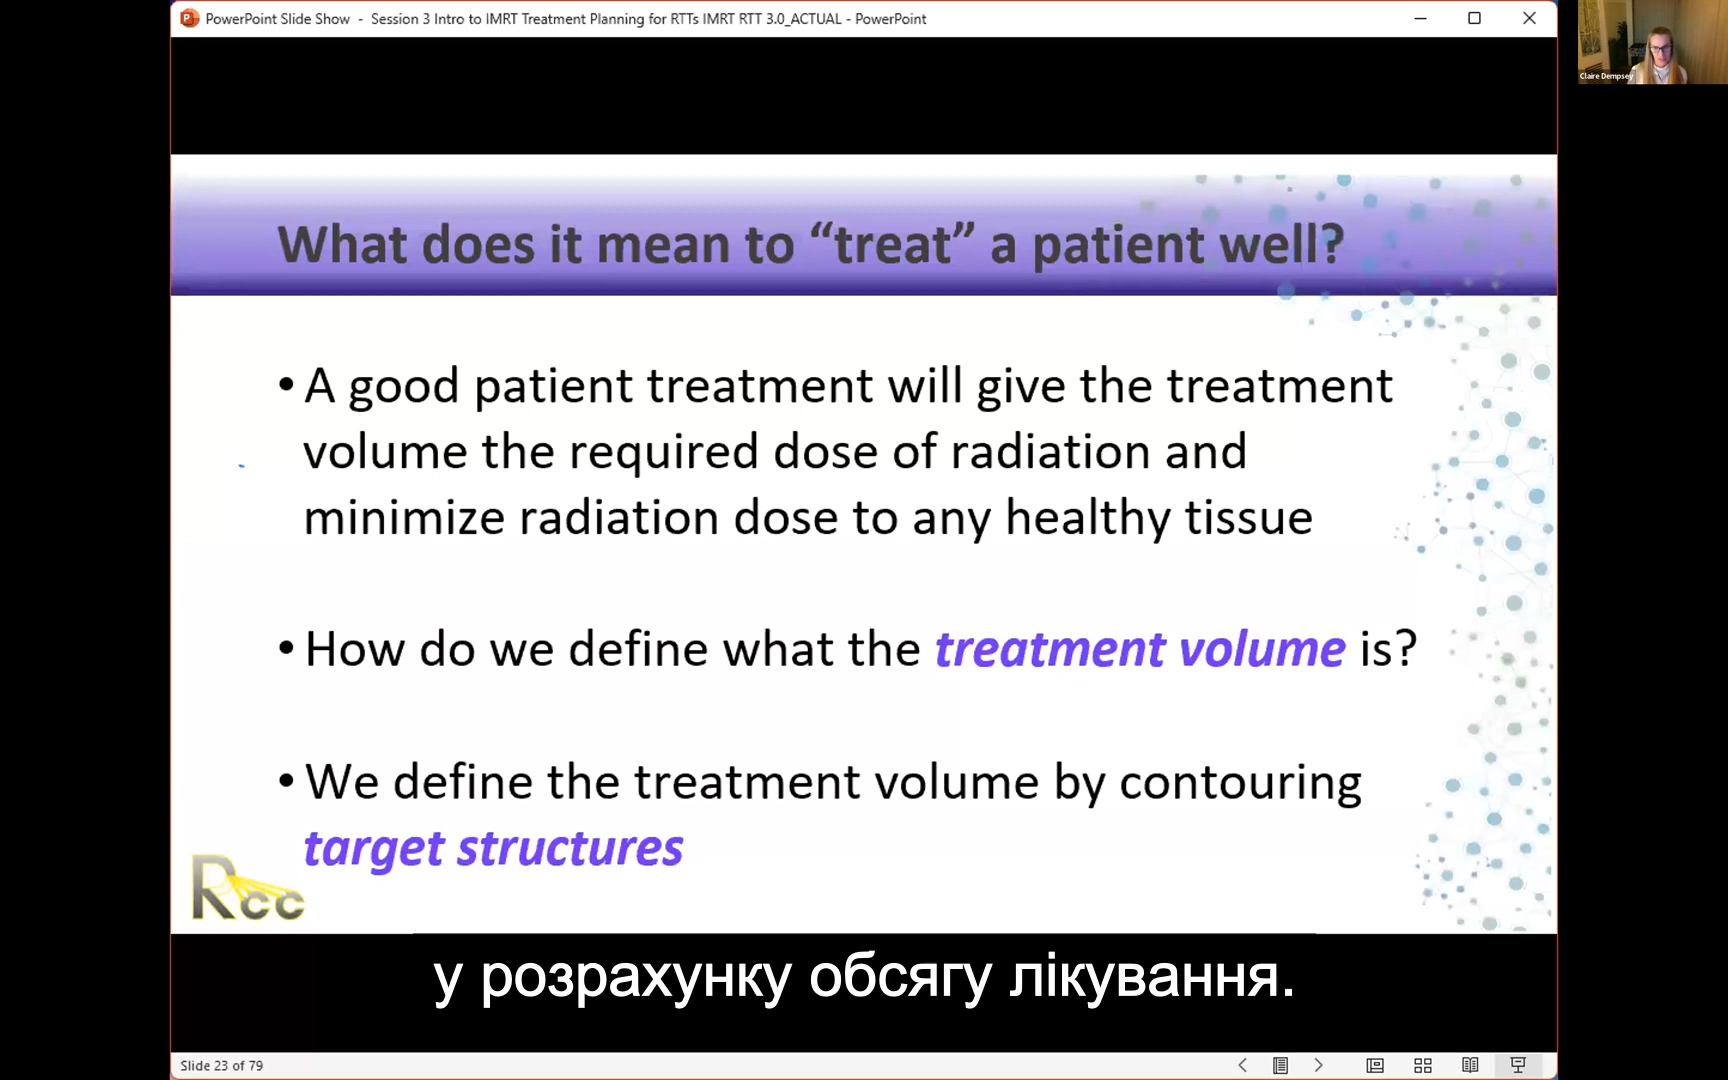 PowerPoint Slide Show - Session 3 Intro to IMRT Treatment Planning for RTTs IMRT RTT 3.0_ACTUAL - PowerPoint
Claire Dempsey
What does it mean to “treat” a patient well?
• A good patient treatment will give the treatment
volume the required dose of radiation and
minimize radiation dose to any healthy tissue
• How do we define what the treatment volume is?
• We define the treatment volume by contouring
target structures
Rcc
у розрахунку обсягу лікування.
Slide 23 of 79